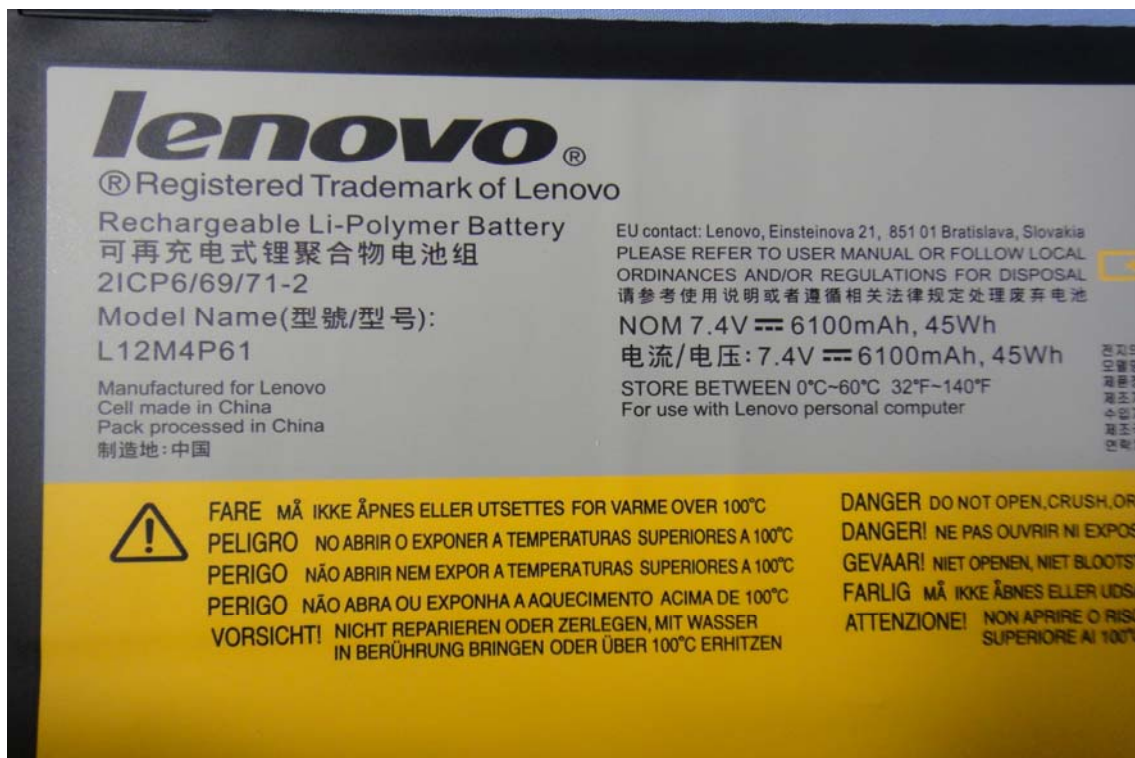 lenovo®
®Registered Trademark of Lenovo
Rechargeable Li-Polymer Battery
可再充电式锂聚合物电池组
2ICP6/69/71-2
Model Name(型號/型号):
L12M4P61
Manufactured for Lenovo
Cell made in China
Pack processed in China
制造地:中国
EU contact: Lenovo, Einsteinova 21, 851 01 Bratislava, Slovakia
PLEASE REFER TO USER MANUAL OR FOLLOW LOCAL
ORDINANCES AND/OR REGULATIONS FOR DISPOSAL
请参考使用说明或者遵循相关法律规定处理废弃电池
NOM 7.4V ⎓ 6100mAh, 45Wh
电流/电压:7.4V ⎓ 6100mAh, 45Wh
STORE BETWEEN 0°C~60°C 32°F~140°F
For use with Lenovo personal computer
FARE MÅ IKKE ÅPNES ELLER UTSETTES FOR VARME OVER 100°C
PELIGRO NO ABRIR O EXPONER A TEMPERATURAS SUPERIORES A 100°C
PERIGO NÃO ABRIR NEM EXPOR A TEMPERATURAS SUPERIORES A 100°C
PERIGO NÃO ABRA OU EXPONHA A AQUECIMENTO ACIMA DE 100°C
VORSICHT! NICHT REPARIEREN ODER ZERLEGEN, MIT WASSER
IN BERÜHRUNG BRINGEN ODER ÜBER 100°C ERHITZEN
DANGER DO NOT OPEN,CRUSH,OR
DANGER! NE PAS OUVRIR NI
GEVAAR! NIET OPENEN, NIET
FARLIG MÅ IKKE ÅBNES ELLER
ATTENZIONE! NON APRIRE O
SUPERIORE AI 100°C